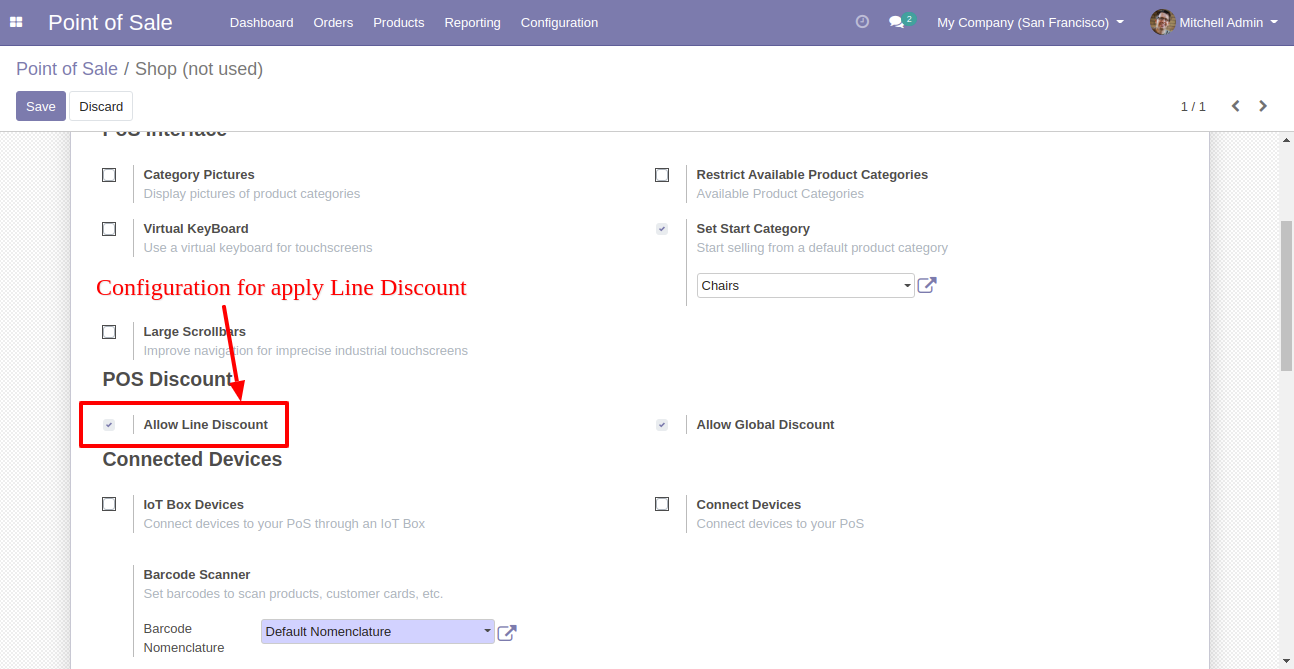 Point of Sale Dashboard Orders Products Reporting Configuration 2 My Company (San Francisco) Mitchell Admin
Point of Sale / Shop (not used)
Save Discard 1 / 1
PoS Interface
Category Pictures
Display pictures of product categories
Restrict Available Product Categories
Available Product Categories
Virtual KeyBoard
Use a virtual keyboard for touchscreens
Set Start Category
Start selling from a default product category
Chairs
Configuration for apply Line Discount
Large Scrollbars
Improve navigation for imprecise industrial touchscreens
POS Discount
Allow Line Discount
Allow Global Discount
Connected Devices
IoT Box Devices
Connect devices to your PoS through an IoT Box
Connect Devices
Connect devices to your PoS
Barcode Scanner
Set barcodes to scan products, customer cards, etc.
Barcode
Nomenclature
Default Nomenclature